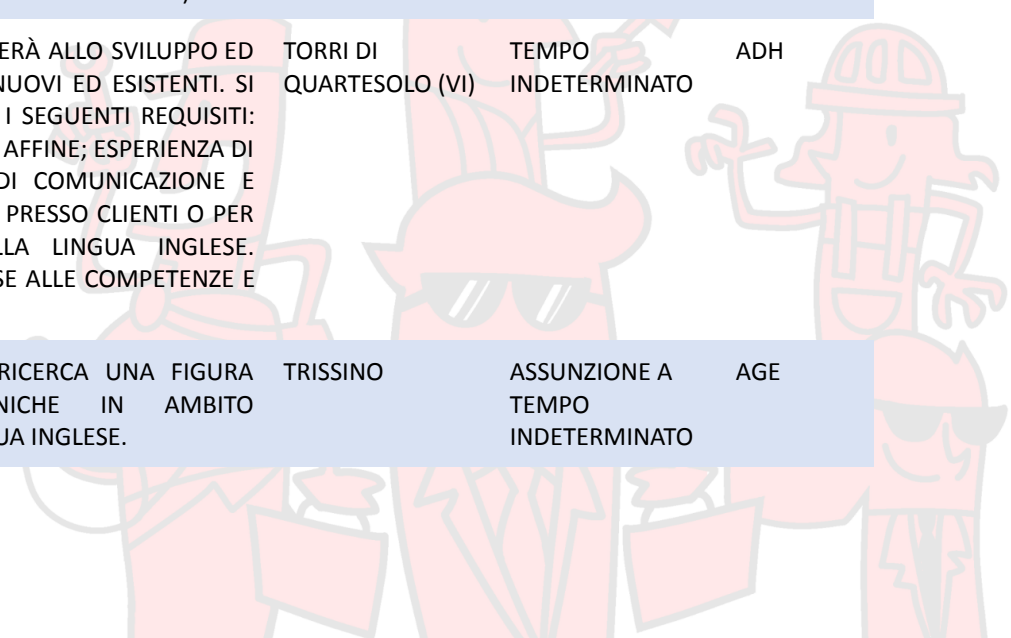 ERÀ ALLO SVILUPPO ED
NUOVI ED ESISTENTI. SI
I SEGUENTI REQUISITI:
AFFINE; ESPERIENZA DI
DI COMUNICAZIONE E
PRESSO CLIENTI O PER
LLA LINGUA INGLESE.
SE ALLE COMPETENZE E
TORRI DI
QUARTESOLO (VI)
TEMPO
INDETERMINATO
ADH
RICERCA UNA FIGURA
NICHE IN AMBITO
UA INGLESE.
TRISSINO
ASSUNZIONE A
TEMPO
INDETERMINATO
AGE